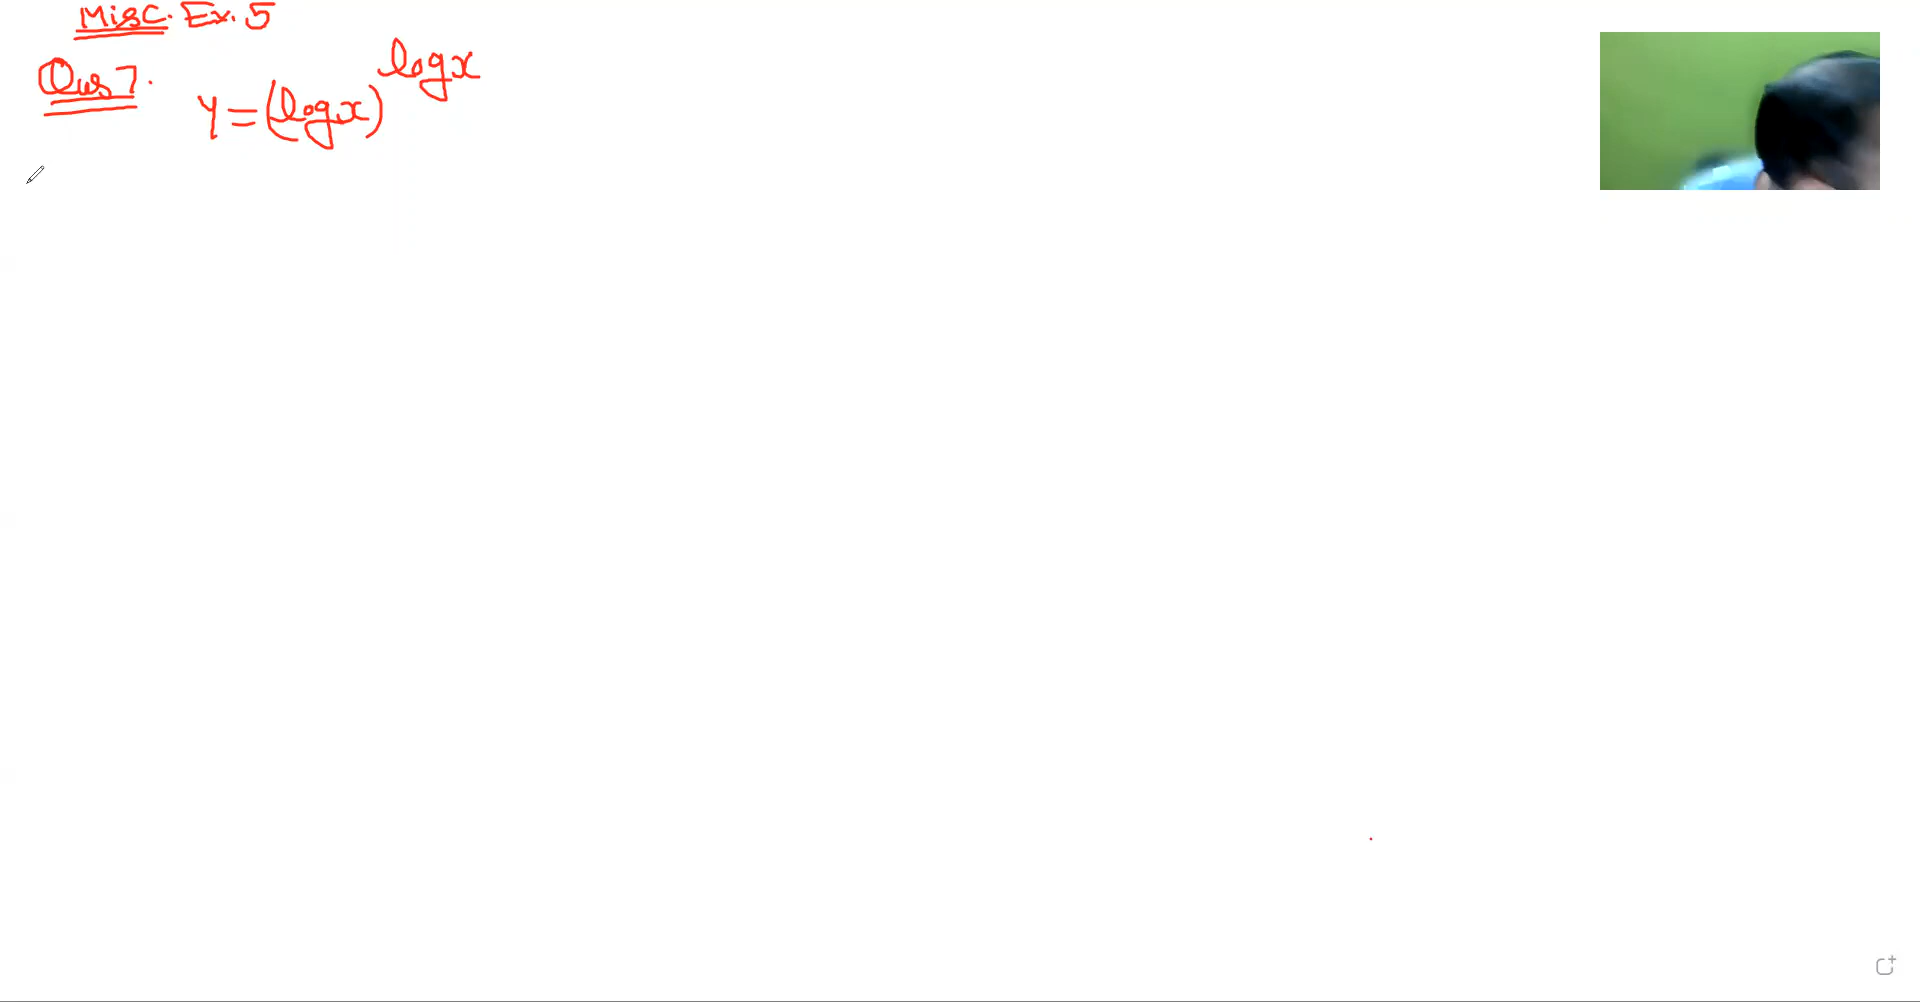 Misc. Ex. 5
Qus 7.
y = (log x)^log x